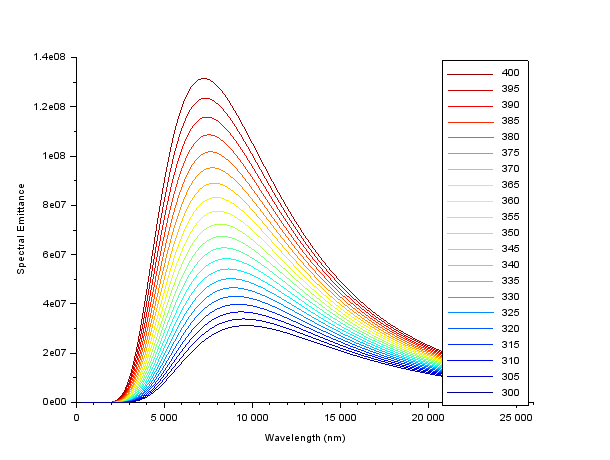 1.4e08
1.2e08
1e08
8e07
6e07
4e07
2e07
0e00
Spectral Emittance
0
5 000
10 000
15 000
20 000
25 000
Wavelength (nm)
400
395
390
385
380
375
370
365
360
355
350
345
340
335
330
325
320
315
310
305
300